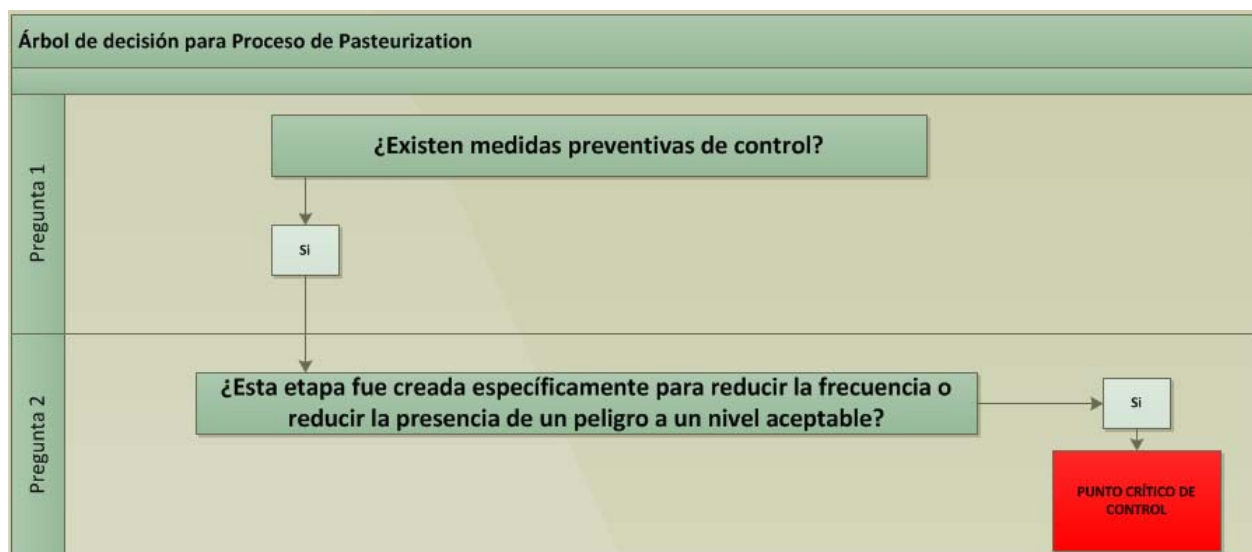 Árbol de decisión para Proceso de Pasteurization
Pregunta 1
¿Existen medidas preventivas de control?
Si
Pregunta 2
¿Esta etapa fue creada específicamente para reducir la frecuencia o
reducir la presencia de un peligro a un nivel aceptable?
Si
PUNTO CRÍTICO DE
CONTROL